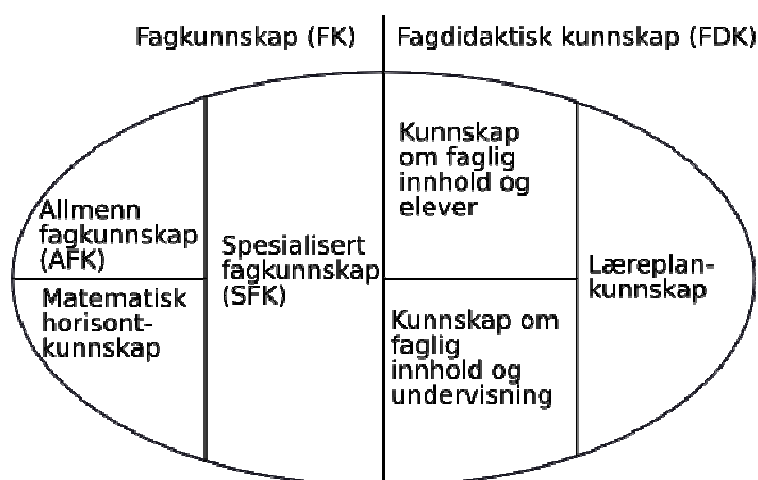 Fagkunnskap (FK)
Fagdidaktisk kunnskap (FDK)
Allmenn
fagkunnskap
(AFK)
Matematisk
horisont-
kunnskap
Spesialisert
fagkunnskap
(SFK)
Kunnskap
om faglig
innhold og
elever
Kunnskap om
faglig
innhold og
undervisning
Læreplan-
kunnskap